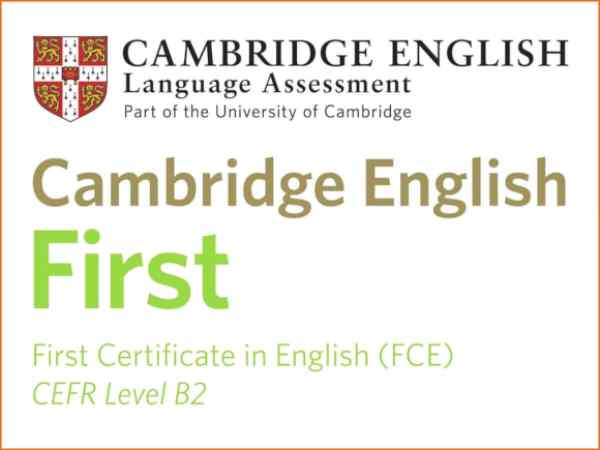 CAMBRIDGE ENGLISH
Language Assessment
Part of the University of Cambridge
Cambridge English
First
First Certificate in English (FCE)
CEFR Level B2